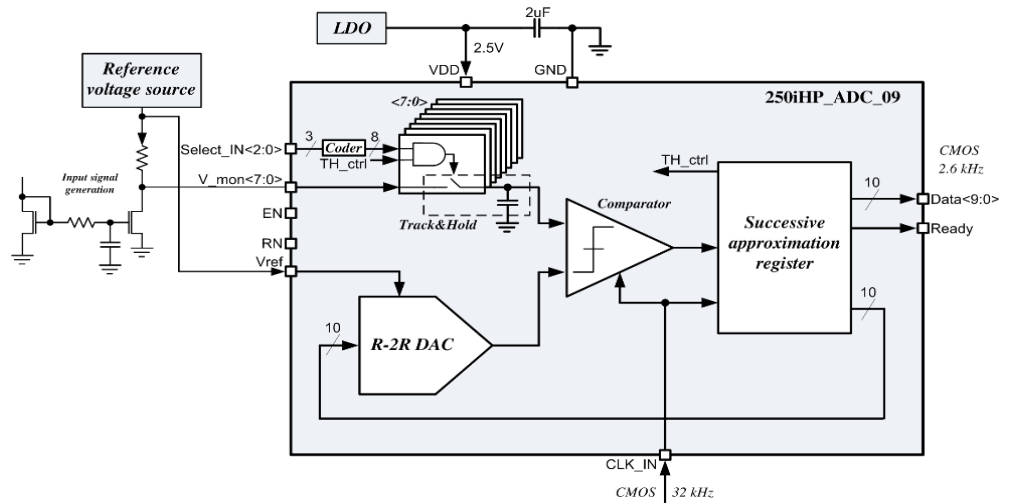 LDO
2uF
2.5V
VDD
GND
Reference
voltage source
250iHP_ADC_09
<7:0>
Select_IN<2:0>
3
Coder
8
TH_ctrl
TH_ctrl
CMOS
2.6 kHz
Input signal
generation
V_mon<7:0>
10
Data<9:0>
EN
Track&Hold
Comparator
Successive
approximation
register
Ready
RN
Vref
10
10
R-2R DAC
CLK_IN
CMOS
32 kHz